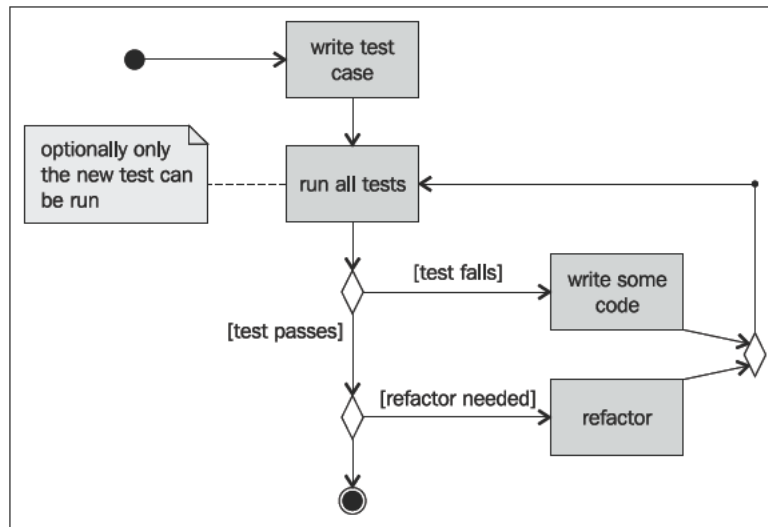 write test
case
optionally only
the new test can
be run
run all tests
[test falls]
write some
code
[test passes]
[refactor needed]
refactor